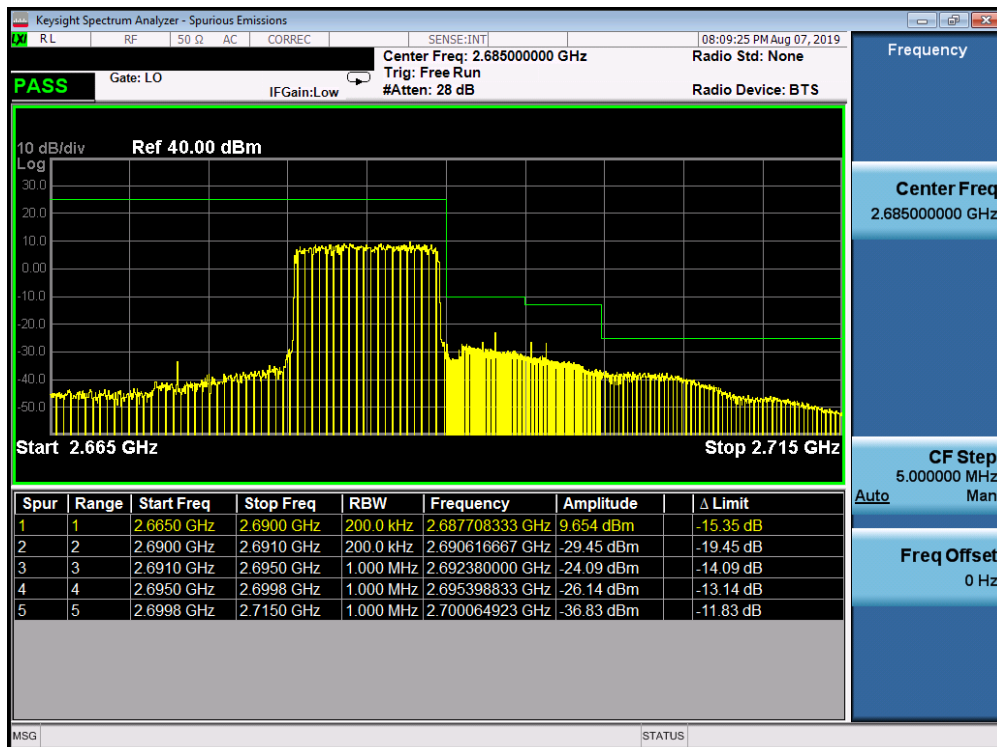 Keysight Spectrum Analyzer - Spurious Emissions
LXI RL RF 50 Ω AC CORREC SENSE:INT 08:09:25 PM Aug 07, 2019
Center Freq: 2.685000000 GHz Radio Std: None
Gate: LO Trig: Free Run
PASS IFGain:Low #Atten: 28 dB Radio Device: BTS
10 dB/div Ref 40.00 dBm
Log
30.0
20.0
10.0
0.00
-10.0
-20.0
-30.0
-40.0
-50.0
Start 2.665 GHz Stop 2.715 GHz
Spur Range Start Freq Stop Freq RBW Frequency Amplitude Δ Limit
1 1 2.6650 GHz 2.6900 GHz 200.0 kHz 2.687708333 GHz 9.654 dBm -15.35 dB
2 2 2.6900 GHz 2.6910 GHz 200.0 kHz 2.690616667 GHz -29.45 dBm -19.45 dB
3 3 2.6910 GHz 2.6950 GHz 1.000 MHz 2.692380000 GHz -24.09 dBm -14.09 dB
4 4 2.6950 GHz 2.6998 GHz 1.000 MHz 2.695398833 GHz -26.14 dBm -13.14 dB
5 5 2.6998 GHz 2.7150 GHz 1.000 MHz 2.700064923 GHz -36.83 dBm -11.83 dB
MSG STATUS
Frequency
Center Freq
2.685000000 GHz
CF Step
5.000000 MHz
Auto Man
Freq Offset
0 Hz